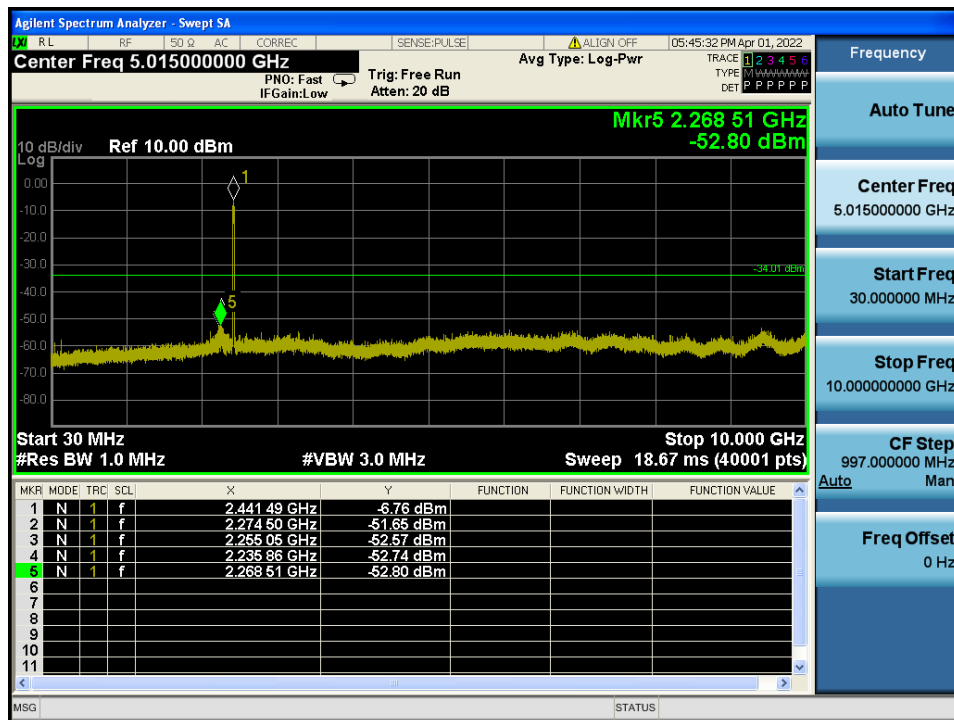 Agilent Spectrum Analyzer - Swept SA
LXI RL RF 50 Ω AC CORREC SENSE:PULSE ALIGN OFF 05:45:32 PM Apr 01, 2022
Center Freq 5.015000000 GHz
PNO: Fast
IFGain:Low
Trig: Free Run
Atten: 20 dB
Avg Type: Log-Pwr
TRACE 1 2 3 4 5 6
TYPE M
DET P P P P P P
Mkr5 2.268 51 GHz
-52.80 dBm
10 dB/div Ref 10.00 dBm
Log
0.00
-10.0
-20.0
-30.0
-40.0
-50.0
-60.0
-70.0
-80.0
1
5
-34.01 dBm
Start 30 MHz Stop 10.000 GHz
#Res BW 1.0 MHz #VBW 3.0 MHz Sweep 18.67 ms (40001 pts)
MKR MODE TRC SCL X Y FUNCTION FUNCTION WIDTH FUNCTION VALUE
1 N 1 f 2.441 49 GHz -6.76 dBm
2 N 1 f 2.274 50 GHz -51.65 dBm
3 N 1 f 2.255 05 GHz -52.57 dBm
4 N 1 f 2.235 86 GHz -52.74 dBm
5 N 1 f 2.268 51 GHz -52.80 dBm
6
7
8
9
10
11
MSG STATUS
Frequency
Auto Tune
Center Freq
5.015000000 GHz
Start Freq
30.000000 MHz
Stop Freq
10.000000000 GHz
CF Step
997.000000 MHz
Auto Man
Freq Offset
0 Hz